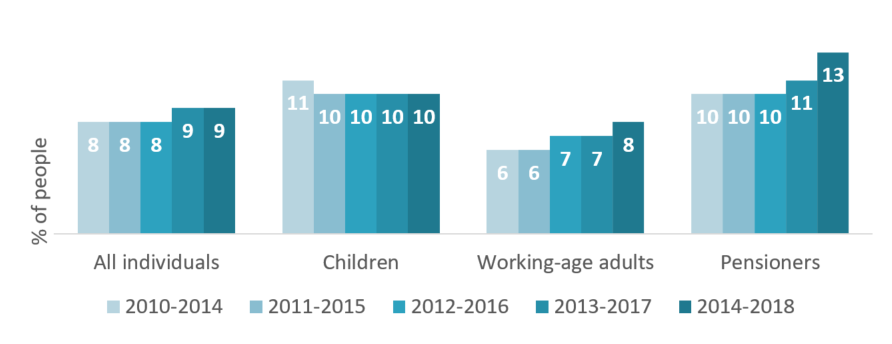 % of people
8 8 8 9 9
11 10 10 10 10
6 6 7 7 8
10 10 10 11 13
All individuals Children Working-age adults Pensioners
2010-2014 2011-2015 2012-2016 2013-2017 2014-2018